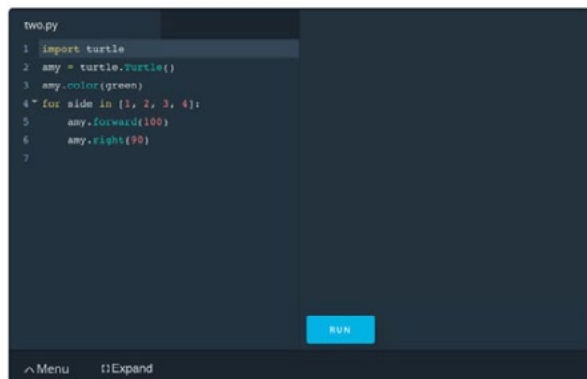 two.py
1 import turtle
2 amy = turtle.Turtle()
3 amy.color(green)
4 for side in [1, 2, 3, 4]:
5     amy.forward(100)
6     amy.right(90)
7
RUN
Menu
Expand